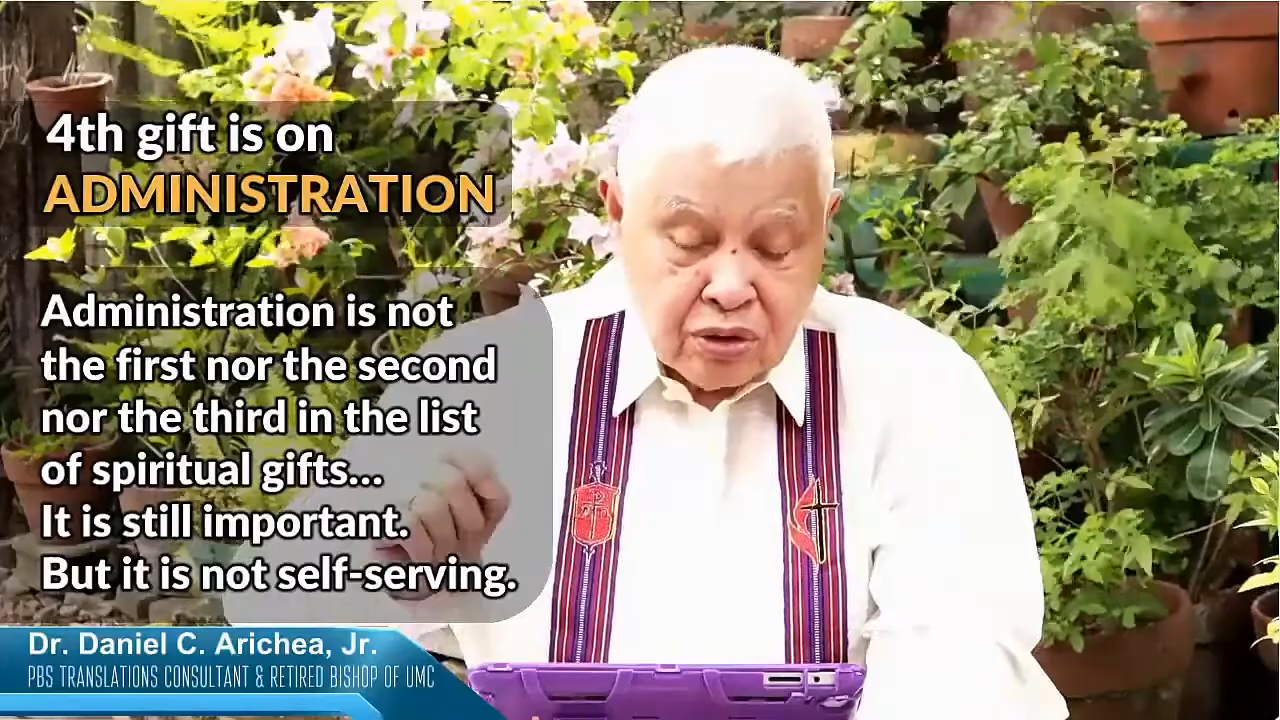 4th gift is on
ADMINISTRATION
Administration is not
the first nor the second
nor the third in the list
of spiritual gifts...
It is still important.
But it is not self-serving.
Dr. Daniel C. Arichea, Jr.
PBS TRANSLATIONS CONSULTANT & RETIRED BISHOP OF UMC